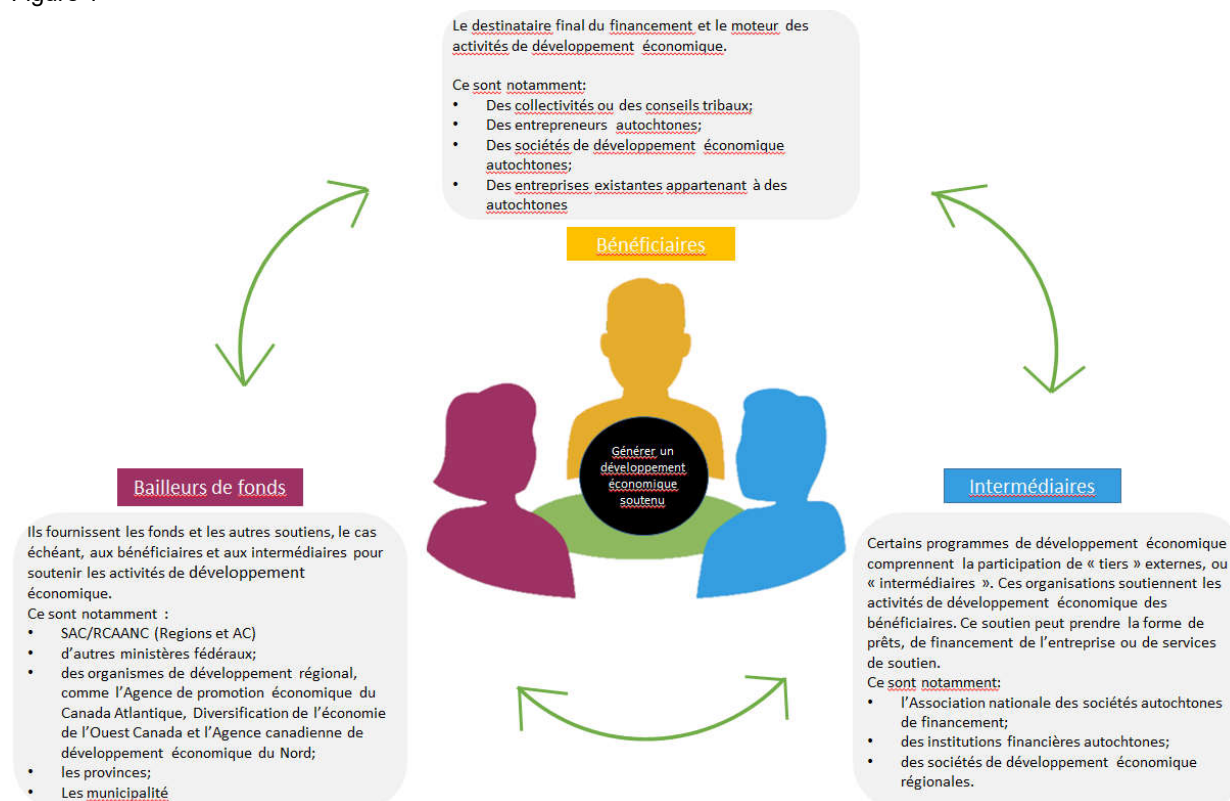 Le destinataire final du financement et le moteur des
activités de développement économique.
Ce sont notamment:
• Des collectivités ou des conseils tribaux;
• Des entrepreneurs autochtones;
• Des sociétés de développement économique
autochtones;
• Des entreprises existantes appartenant à des
autochtones
Bénéficiaires
Générer un
développement
économique
soutenu
Bailleurs de fonds
Ils fournissent les fonds et les autres soutiens, le cas
échéant, aux bénéficiaires et aux intermédiaires pour
soutenir les activités de développement
économique.
Ce sont notamment :
• SAC/RCAANC (Regions et AC)
• d'autres ministères fédéraux;
• des organismes de développement régional,
comme l'Agence de promotion économique du
Canada Atlantique, Diversification de l'économie
de l'Ouest Canada et l'Agence canadienne de
développement économique du Nord;
• les provinces;
• Les municipalité
Intermédiaires
Certains programmes de développement économique
comprennent la participation de « tiers » externes, ou
« intermédiaires ». Ces organisations soutiennent les
activités de développement économique des
bénéficiaires. Ce soutien peut prendre la forme de
prêts, de financement de l'entreprise ou de services
de soutien.
Ce sont notamment:
• l'Association nationale des sociétés autochtones
de financement;
• des institutions financières autochtones;
• des sociétés de développement économique
régionales.